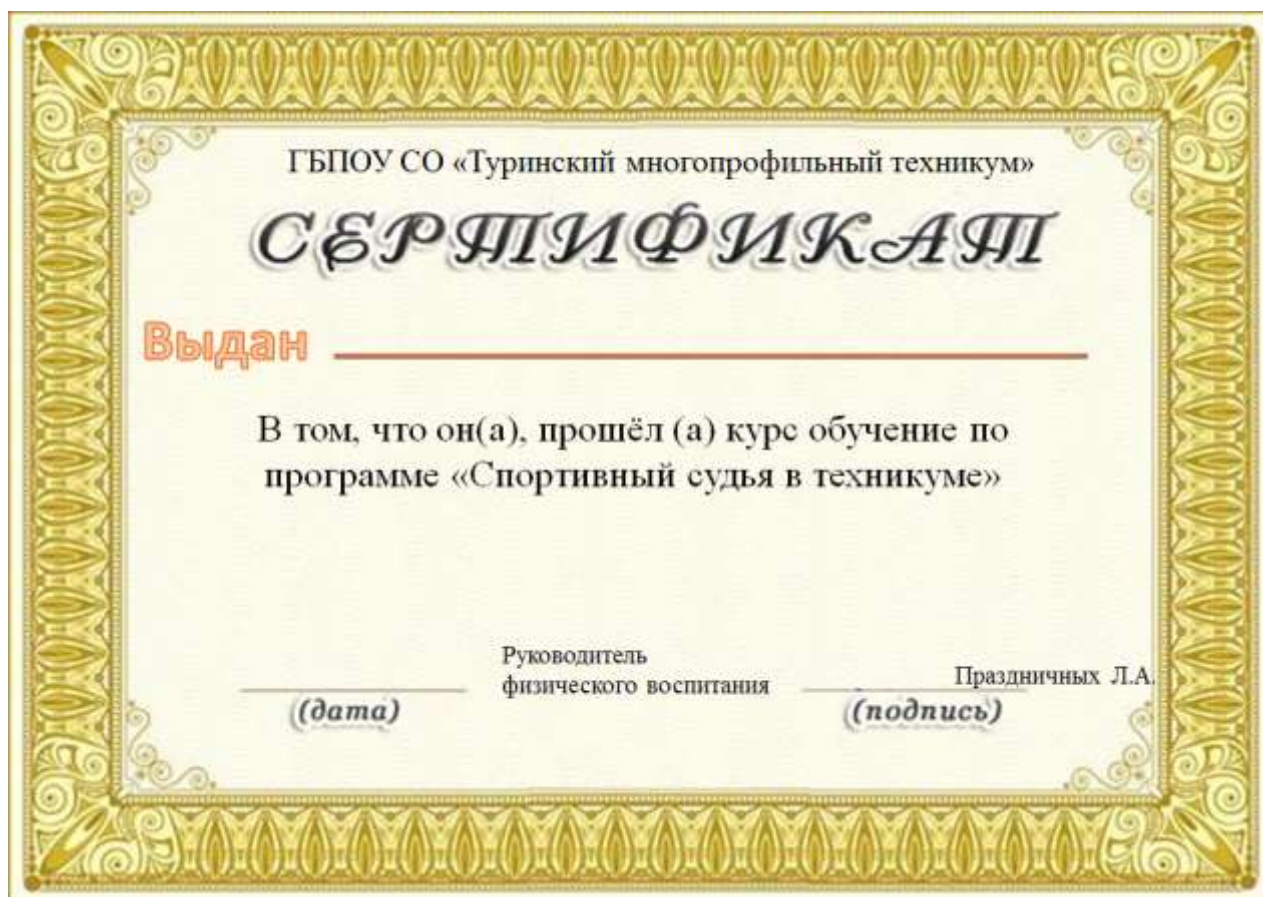 ГБПОУ СО «Туринский многопрофильный техникум»
СЕРТИФИКАТ
Выдан
В том, что он(а), прошёл (а) курс обучение по
программе «Спортивный судья в техникуме»
Руководитель
физического воспитания
Праздничных Л.А.
(дата)
(подпись)